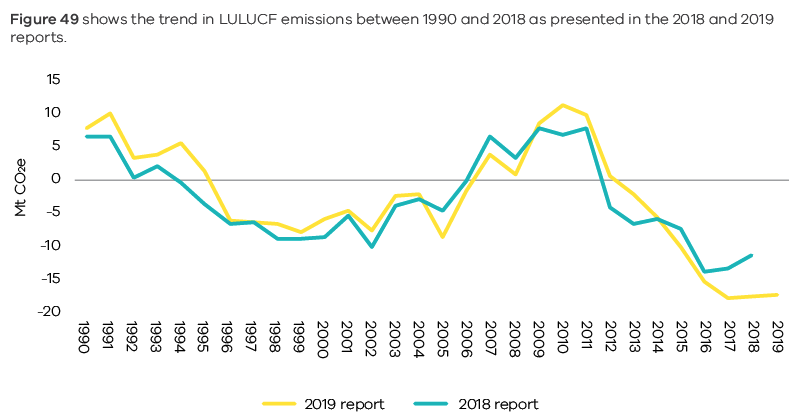 Figure 49 shows the trend in LULUCF emissions between 1990 and 2018 as presented in the 2018 and 2019
reports.
15
10
5
0
-5
-10
-15
-20
Mt CO2e
1990 1991 1992 1993 1994 1995 1996 1997 1998 1999 2000 2001 2002 2003 2004 2005 2006 2007 2008 2009 2010 2011 2012 2013 2014 2015 2016 2017 2018 2019
2019 report 2018 report